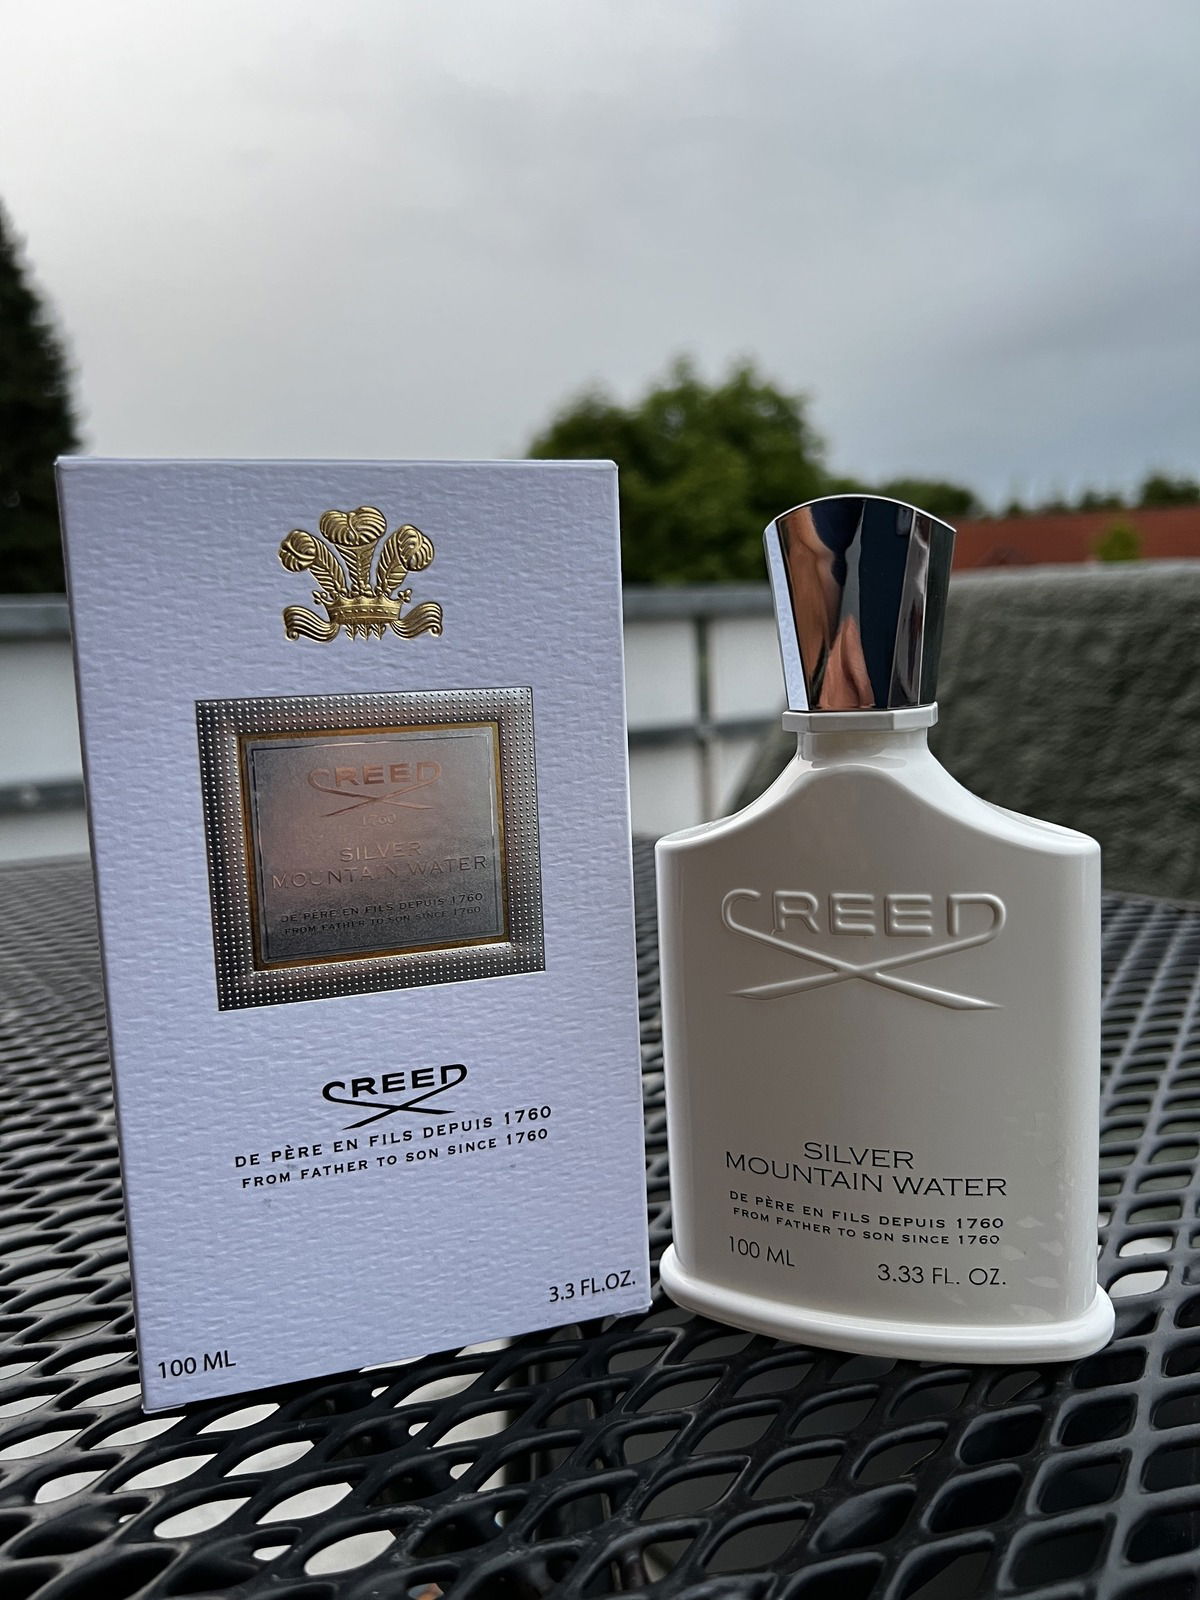 CREED
1760
SILVER
MOUNTAIN WATER
DE PÈRE EN FILS DEPUIS 1760
FROM FATHER TO SON SINCE 1760
CREED
DE PÈRE EN FILS DEPUIS 1760
FROM FATHER TO SON SINCE 1760
3.3 FL.OZ.
100 ML
CREED
SILVER
MOUNTAIN WATER
DE PÈRE EN FILS DEPUIS 1760
FROM FATHER TO SON SINCE 1760
100 ML 3.33 FL. OZ.